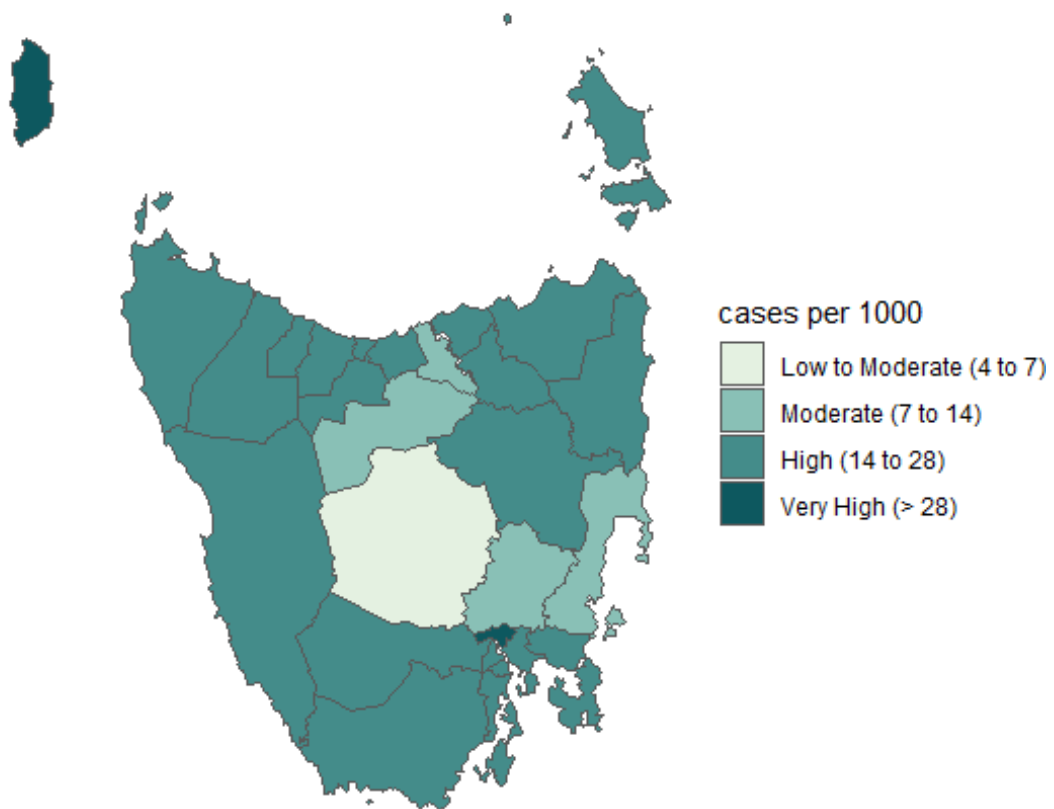 cases per 1000
Low to Moderate (4 to 7)
Moderate (7 to 14)
High (14 to 28)
Very High (> 28)